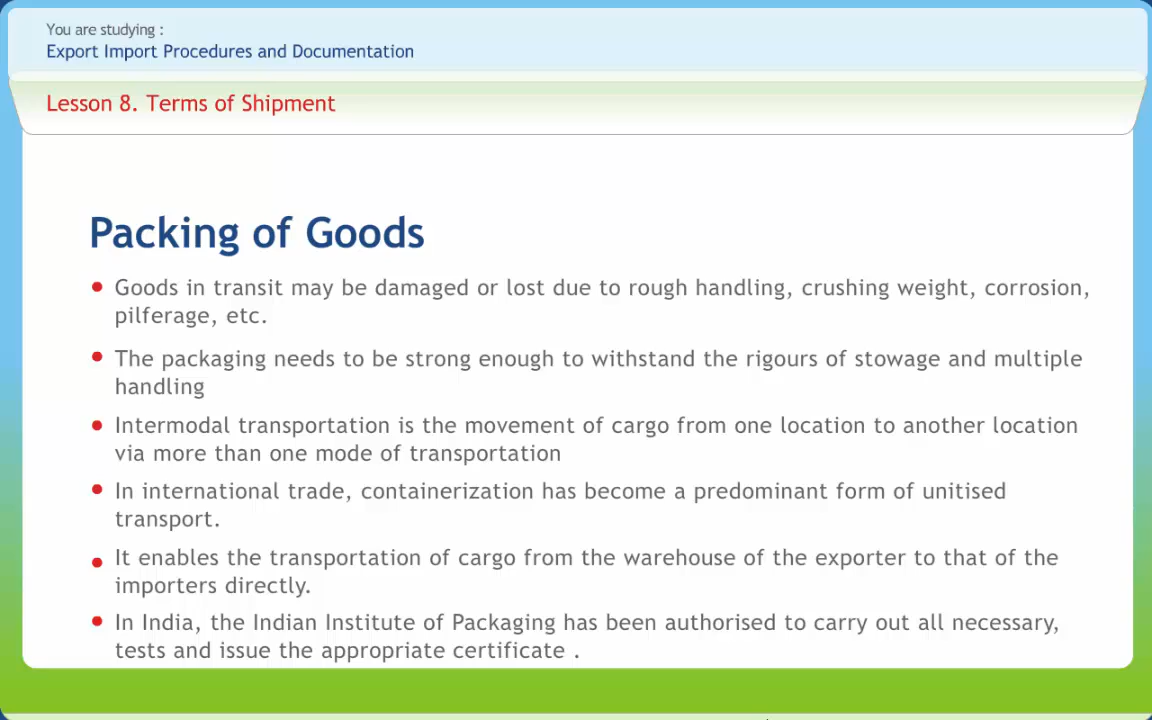 You are studying :
Export Import Procedures and Documentation
Lesson 8. Terms of Shipment
Packing of Goods
Goods in transit may be damaged or lost due to rough handling, crushing weight, corrosion,
pilferage, etc.
The packaging needs to be strong enough to withstand the rigours of stowage and multiple
handling
Intermodal transportation is the movement of cargo from one location to another location
via more than one mode of transportation
In international trade, containerization has become a predominant form of unitised
transport.
It enables the transportation of cargo from the warehouse of the exporter to that of the
importers directly.
In India, the Indian Institute of Packaging has been authorised to carry out all necessary,
tests and issue the appropriate certificate .